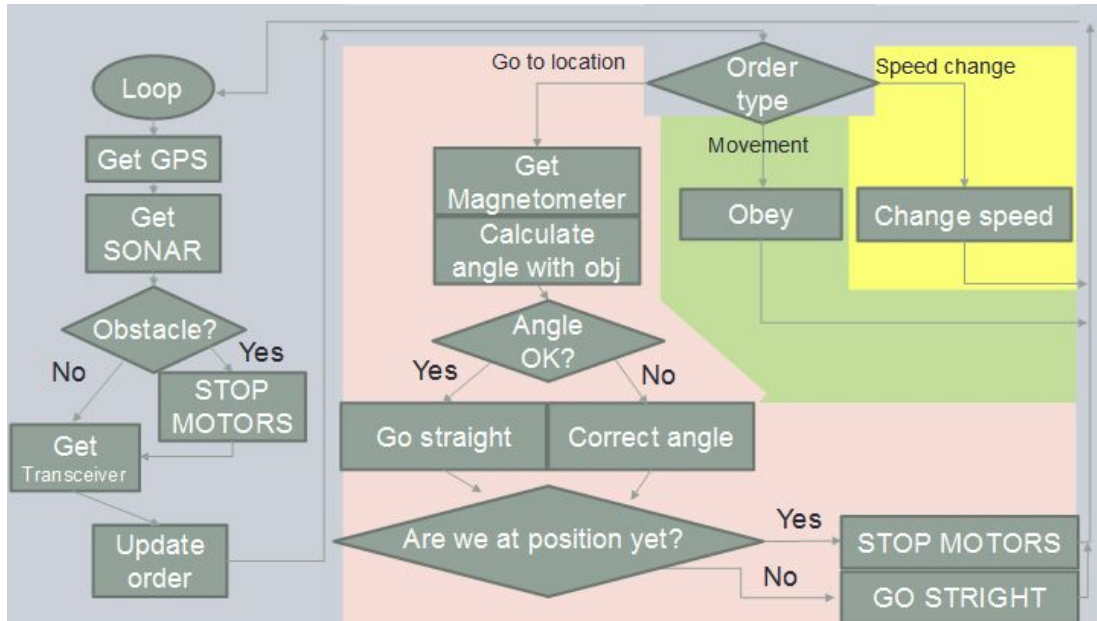 Loop
Get GPS
Get
SONAR
Obstacle?
No
Yes
STOP
MOTORS
Get
Transceiver
Update
order
Order
type
Go to location
Speed change
Movement
Get
Magnetometer
Calculate
angle with obj
Obey
Change speed
Angle
OK?
Yes
No
Go straight
Correct angle
Are we at position yet?
Yes
STOP MOTORS
No
GO STRIGHT